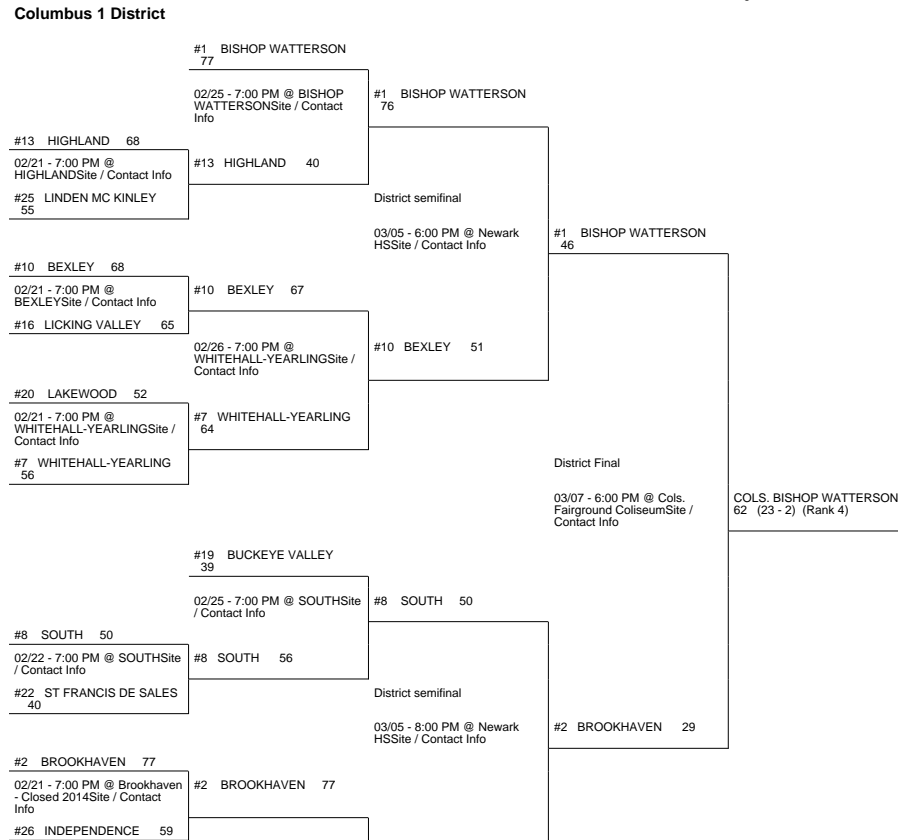 Columbus 1 District
#1 BISHOP WATTERSON
77
02/25 - 7:00 PM @ BISHOP
WATTERSONSite / Contact
Info
#1 BISHOP WATTERSON
76
#13 HIGHLAND 68
02/21 - 7:00 PM @
HIGHLANDSite / Contact Info
#13 HIGHLAND 40
#25 LINDEN MC KINLEY
55
District semifinal
03/05 - 6:00 PM @ Newark
HSSite / Contact Info
#1 BISHOP WATTERSON
46
#10 BEXLEY 68
02/21 - 7:00 PM @
BEXLEYSite / Contact Info
#10 BEXLEY 67
#16 LICKING VALLEY 65
02/26 - 7:00 PM @
WHITEHALL-YEARLINGSite /
Contact Info
#10 BEXLEY 51
#20 LAKEWOOD 52
02/21 - 7:00 PM @
WHITEHALL-YEARLINGSite /
Contact Info
#7 WHITEHALL-YEARLING
64
#7 WHITEHALL-YEARLING
56
District Final
03/07 - 6:00 PM @ Cols.
Fairground ColiseumSite /
Contact Info
COLS. BISHOP WATTERSON
62 (23 - 2) (Rank 4)
#19 BUCKEYE VALLEY
39
02/25 - 7:00 PM @ SOUTHSite
/ Contact Info
#8 SOUTH 50
#8 SOUTH 50
02/22 - 7:00 PM @ SOUTHSite
/ Contact Info
#8 SOUTH 56
#22 ST FRANCIS DE SALES
40
District semifinal
03/05 - 8:00 PM @ Newark
HSSite / Contact Info
#2 BROOKHAVEN 29
#2 BROOKHAVEN 77
02/21 - 7:00 PM @ Brookhaven
- Closed 2014Site / Contact
Info
#2 BROOKHAVEN 77
#26 INDEPENDENCE 59